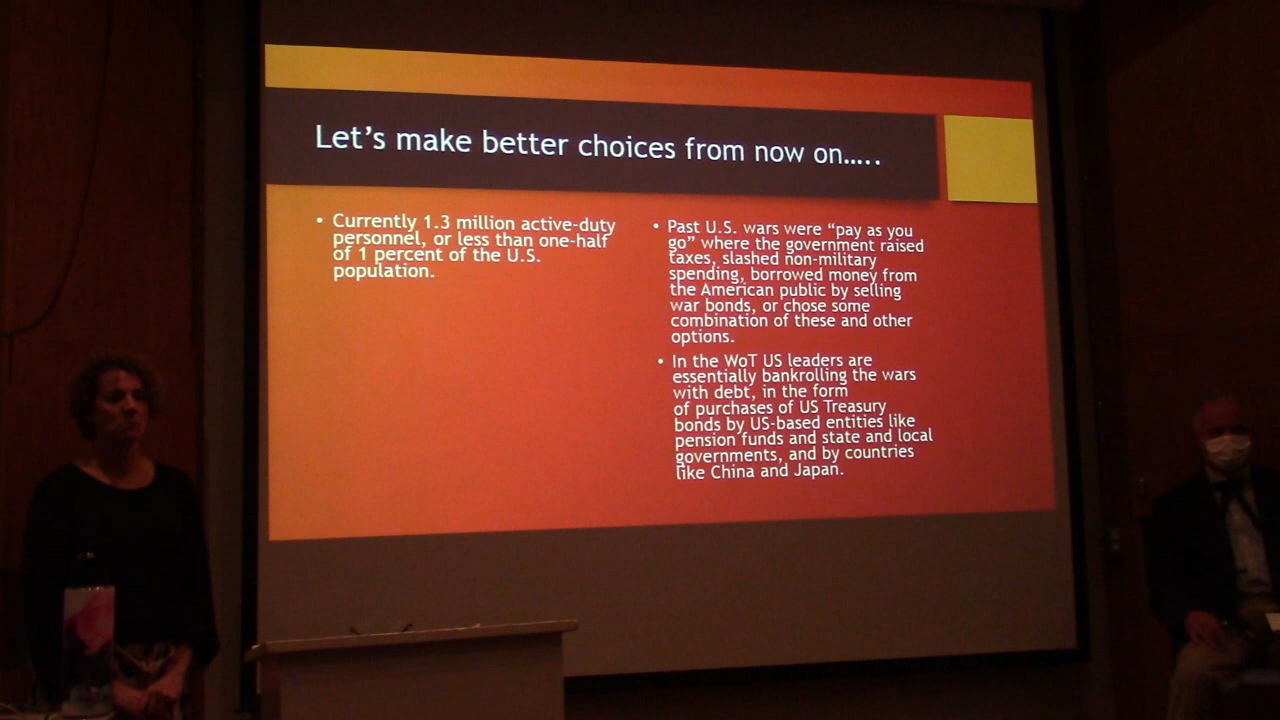 Let's make better choices from now on.....
• Currently 1.3 million active-duty
personnel, or less than one-half
of 1 percent of the U.S.
population.
• Past U.S. wars were “pay as you
go” where the government raised
taxes, slashed non-military
spending, borrowed money from
the American public by selling
war bonds, or chose some
combination of these and other
options.
• In the WoT US leaders are
essentially bankrolling the wars
with debt, in the form
of purchases of US Treasury
bonds by US-based entities like
pension funds and state and local
governments, and by countries
like China and Japan.